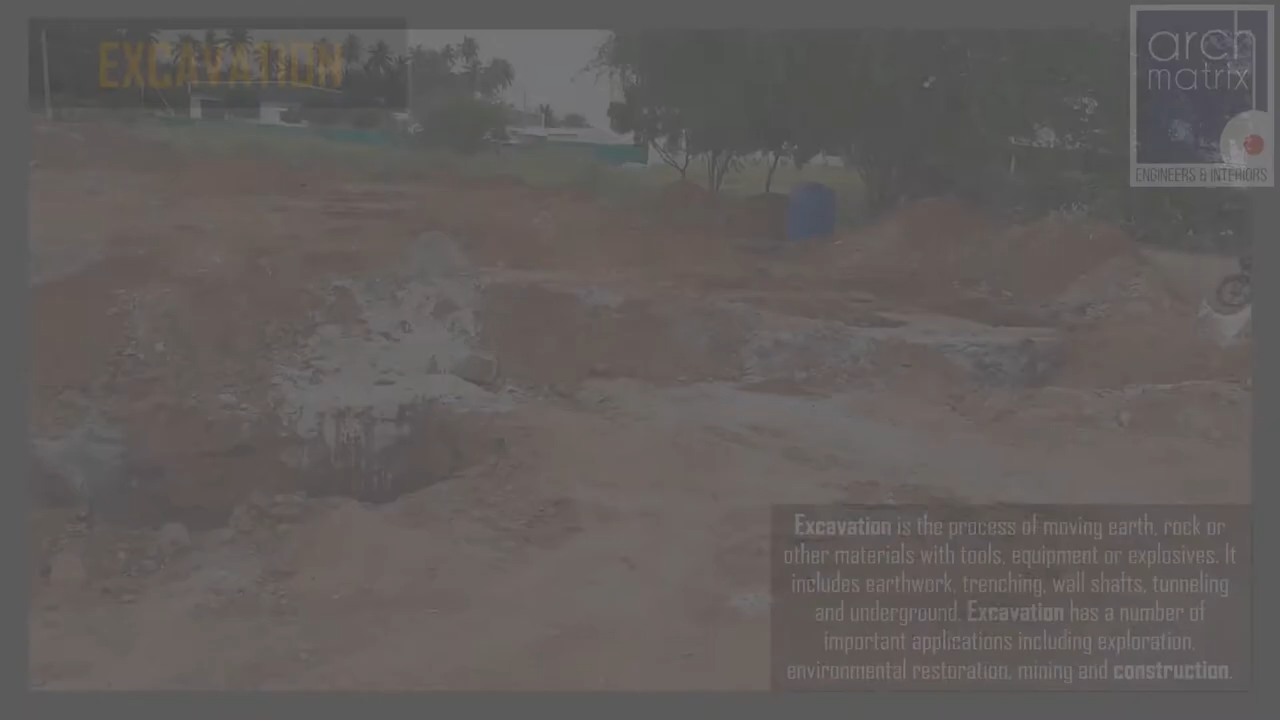 EXCAVATION
arch
matrix
ENGINEERS & INTERIORS
Excavation is the process of moving earth, rock or
other materials with tools, equipment or explosives. It
includes earthwork, trenching, wall shafts, tunneling
and underground. Excavation has a number of
important applications including exploration,
environmental restoration, mining and construction.